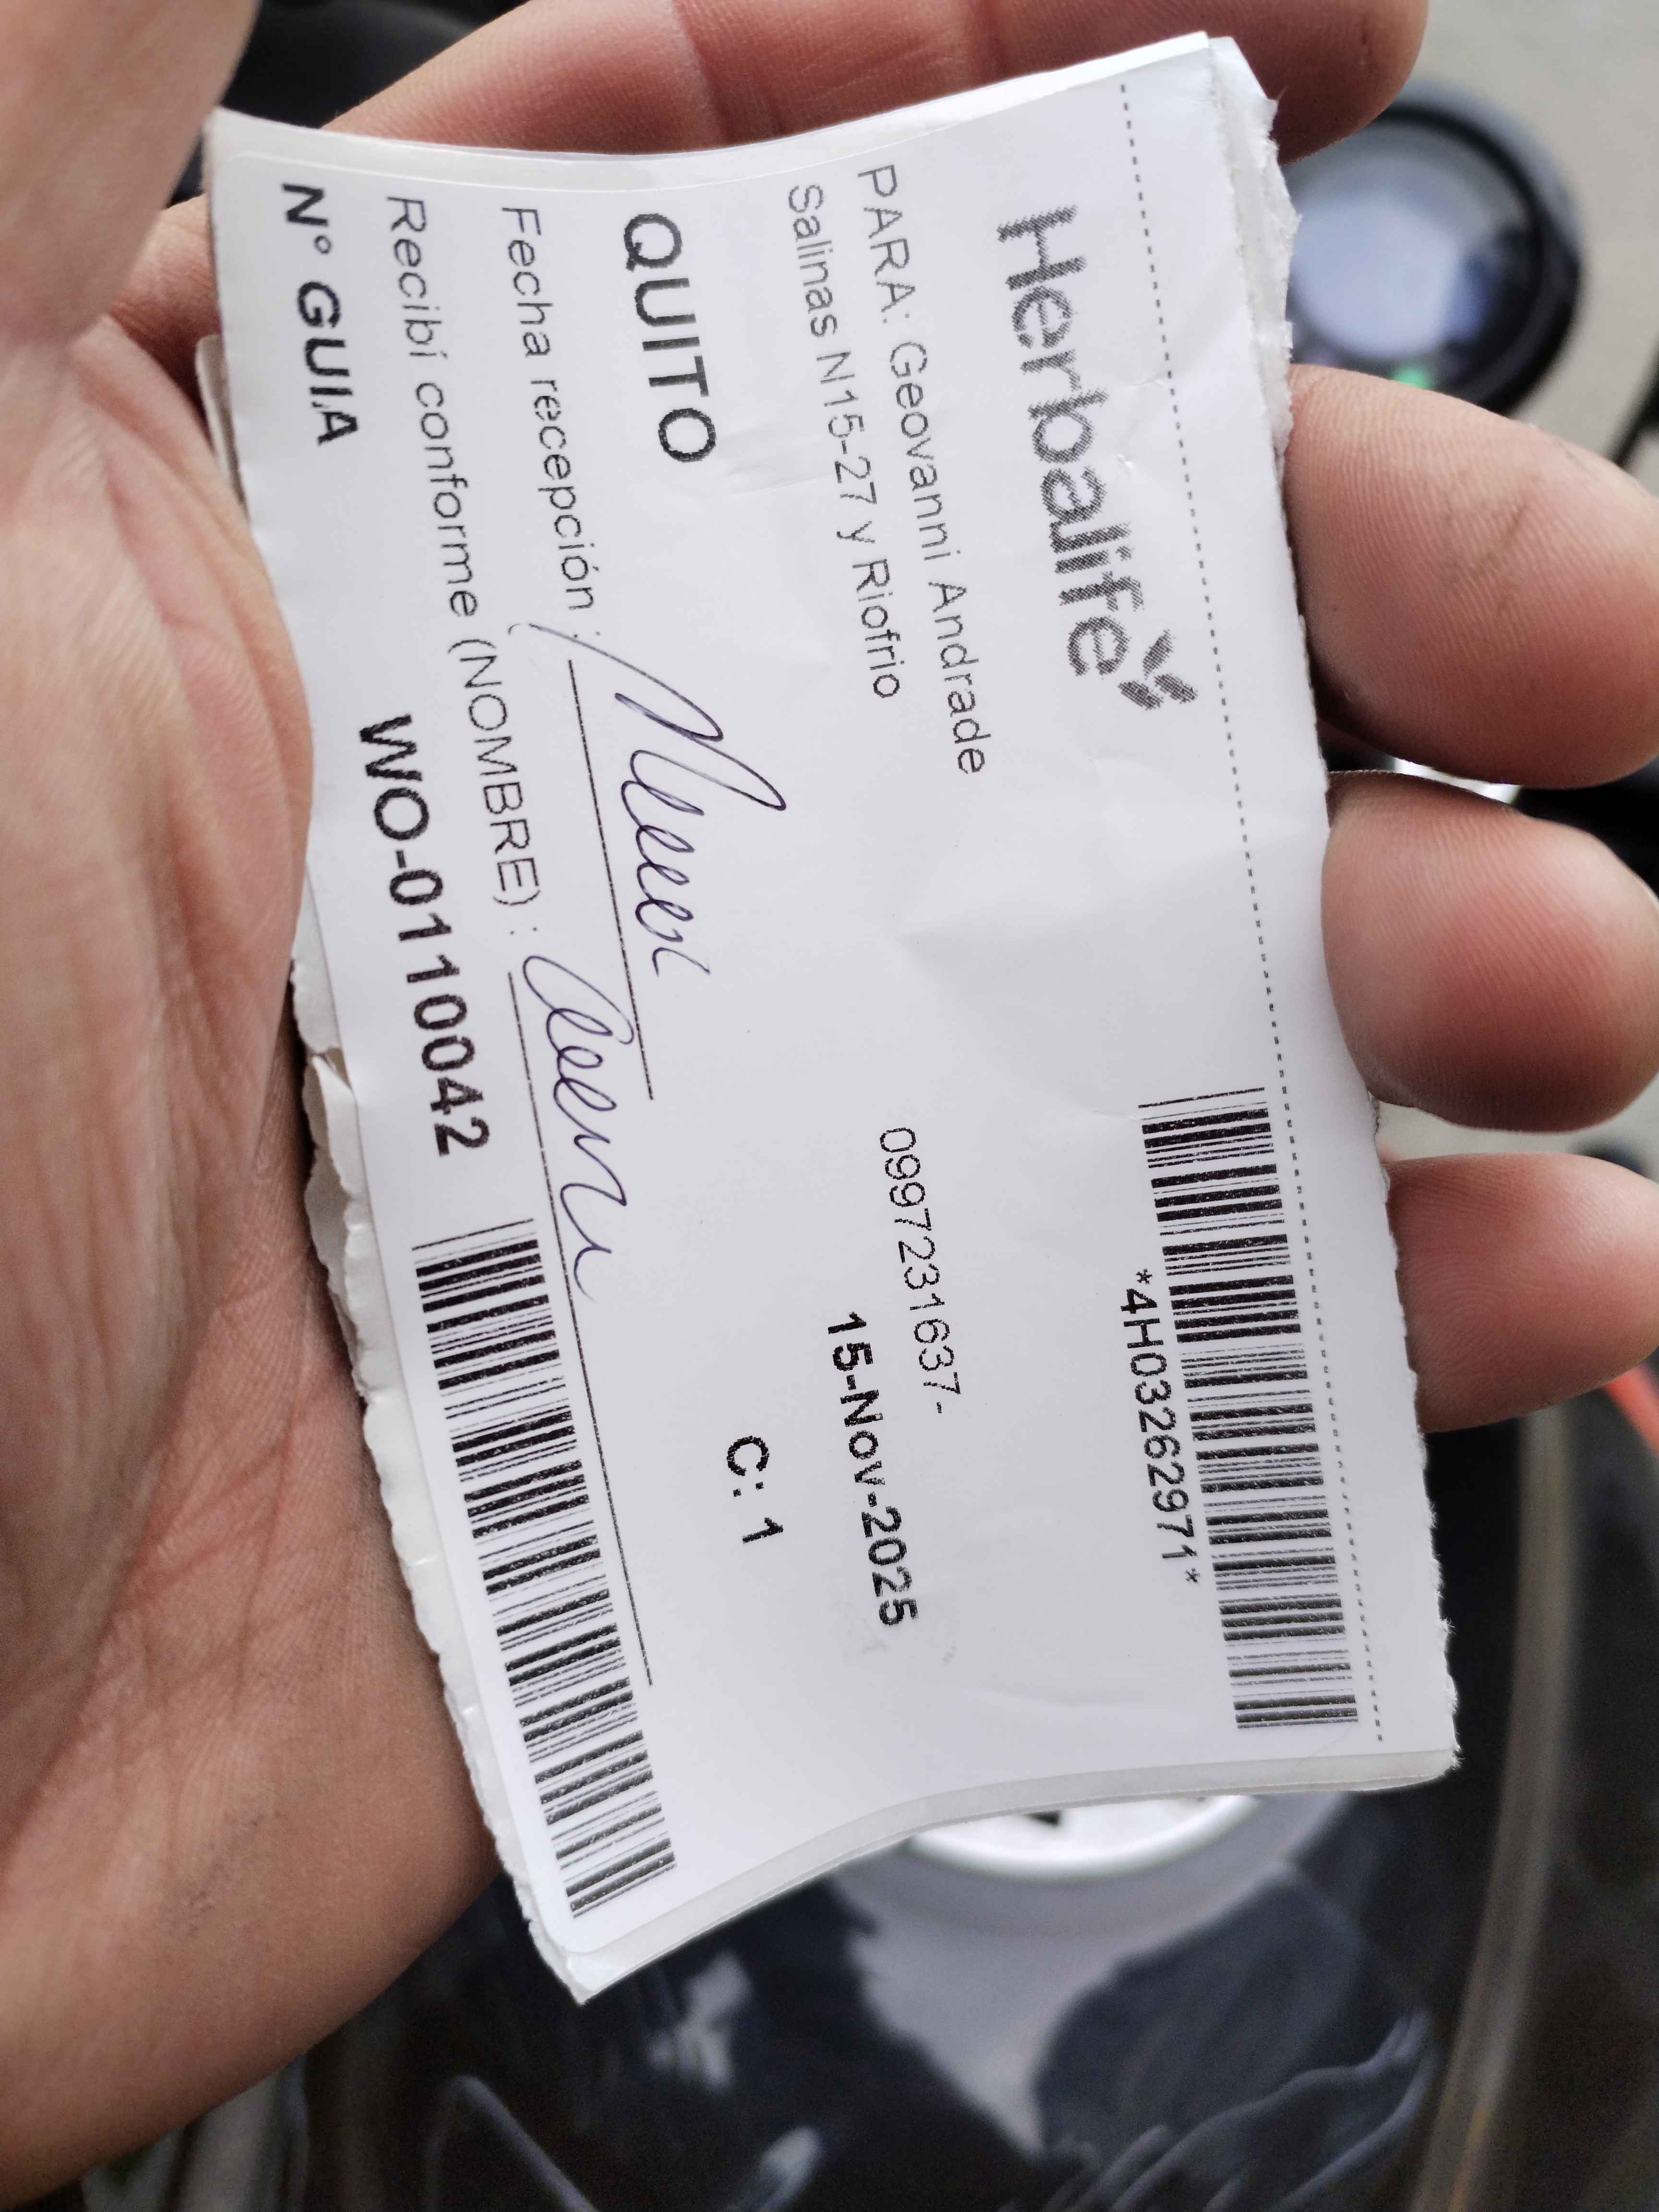 Herbalife
*4H03262971*
PARA: Geovanni Andrade
0997231637-
Salinas N15-27 y Riofrio
15-Nov-2025
QUITO
C: 1
Fecha recepción :
Recibí conforme (NOMBRE) :
N° GUIA WO-0110042